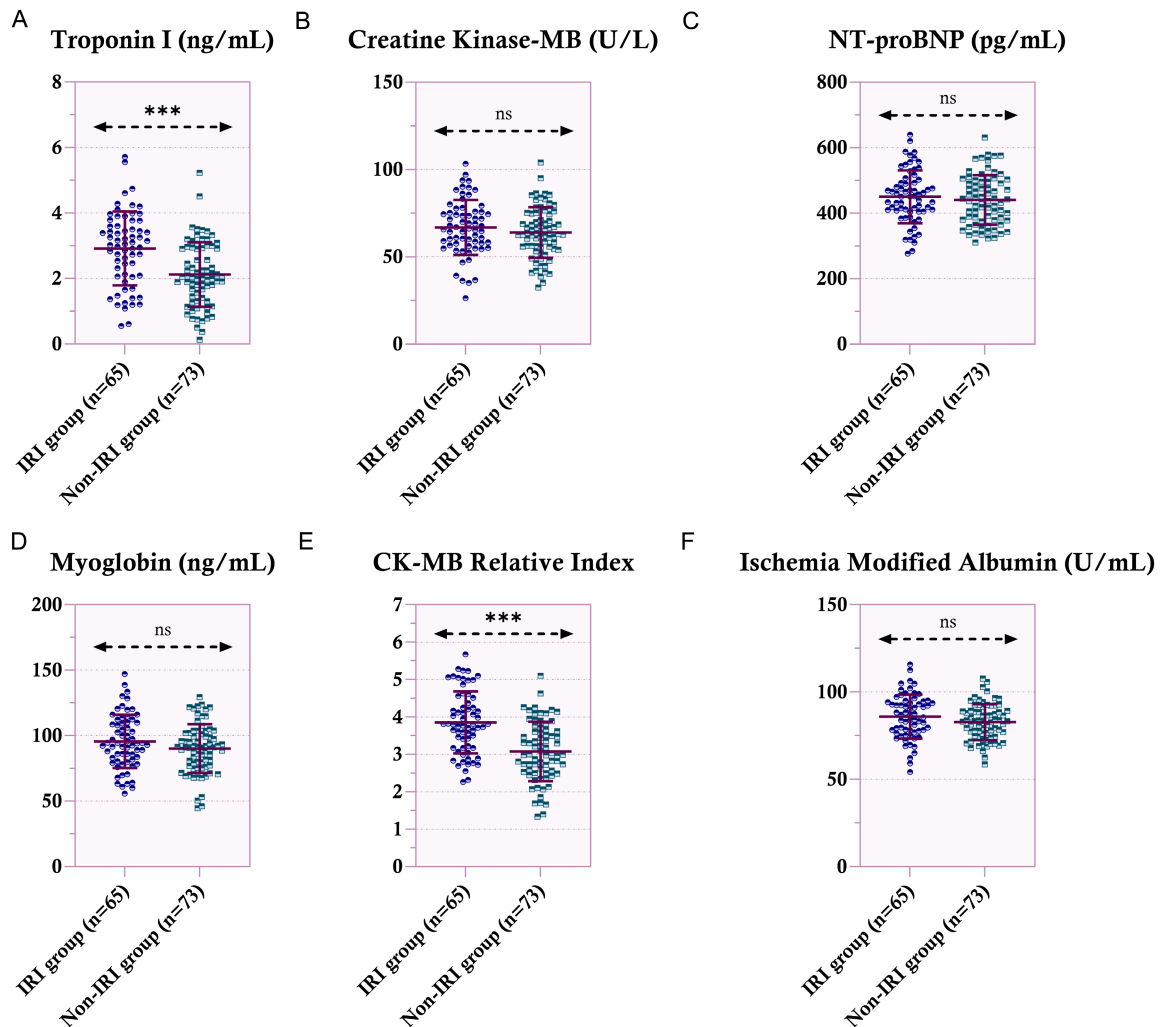 A
Troponin I (ng/mL)
8
6
4
2
0
***
IRI group (n=65)
Non-IRI group (n=73)
B
Creatine Kinase-MB (U/L)
150
100
50
0
ns
IRI group (n=65)
Non-IRI group (n=73)
C
NT-proBNP (pg/mL)
800
600
400
200
0
ns
IRI group (n=65)
Non-IRI group (n=73)
D
Myoglobin (ng/mL)
200
150
100
50
0
ns
IRI group (n=65)
Non-IRI group (n=73)
E
CK-MB Relative Index
7
6
5
4
3
2
1
0
***
IRI group (n=65)
Non-IRI group (n=73)
F
Ischemia Modified Albumin (U/mL)
150
100
50
0
ns
IRI group (n=65)
Non-IRI group (n=73)